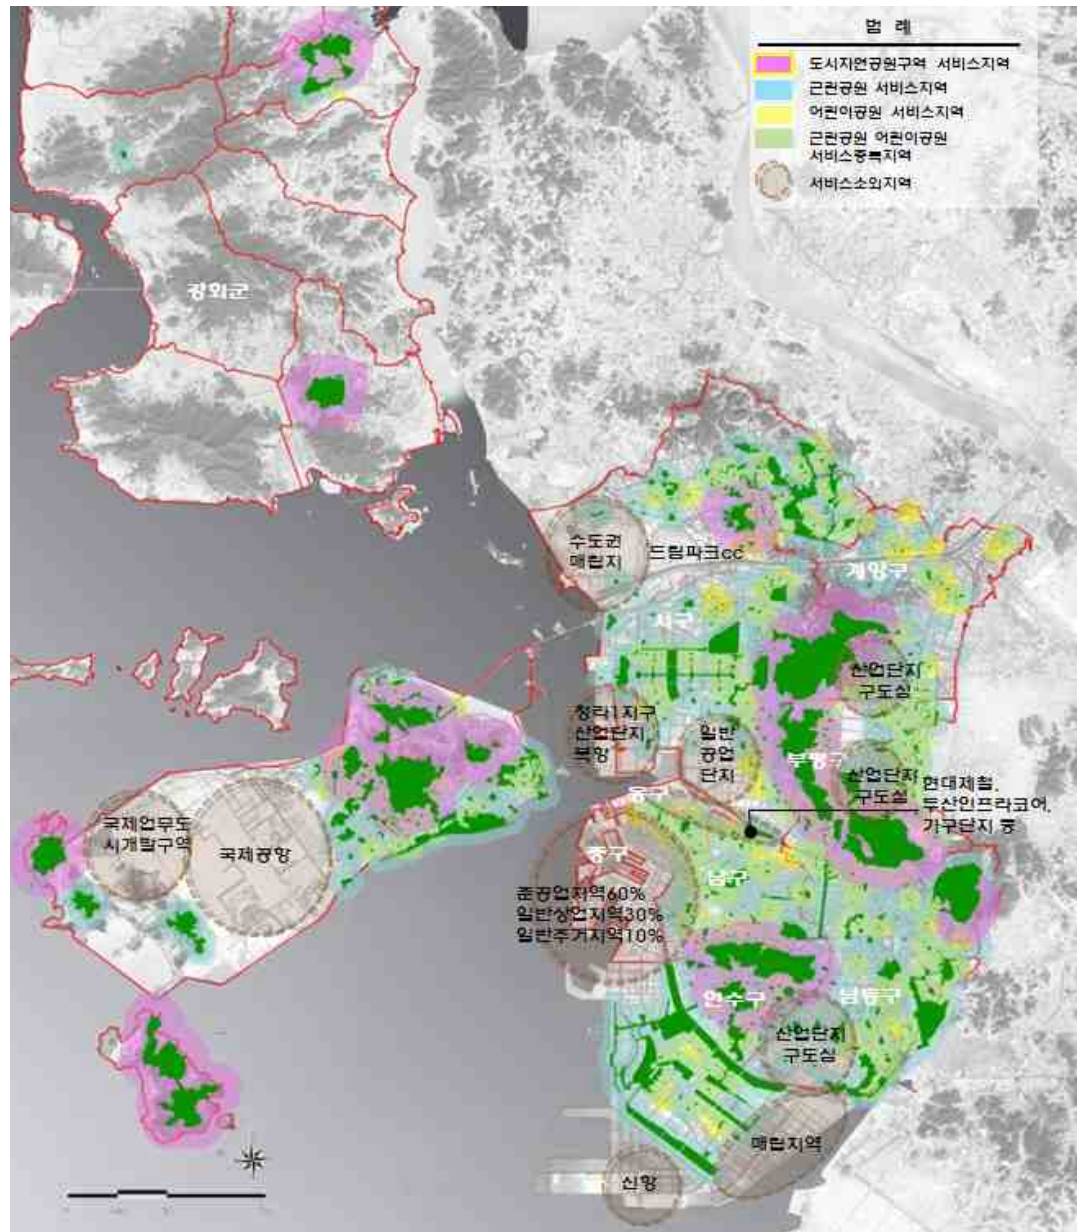 범 례
도시자연공원구역 서비스지역
근린공원 서비스지역
어린이공원 서비스지역
근린공원 어린이공원
서비스중복지역
서비스소외지역
강화군
수도권
매립지
드림파크cc
계양구
서구
산업단지
구도심
청라1지구
산업단지,
북항
일반
공업
단지
부평구
산업단지
구도심
현대제철,
두산인프라코어,
가구단지 등
동구
국제업무도
시개발구역
국제공항
중구
남구
준공업지역60%
일반상업지역30%
일반주거지역10%
연수구
남동구
산업단지
구도심
매립지역
신항